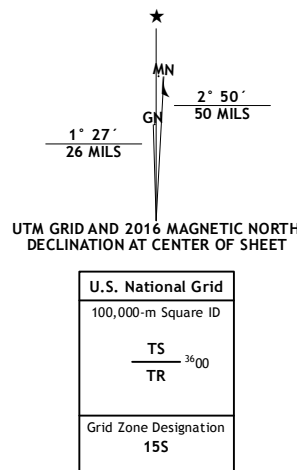 ★
MN
GN
2° 50´
50 MILS
1° 27´
26 MILS
UTM GRID AND 2016 MAGNETIC NORTH
DECLINATION AT CENTER OF SHEET
U.S. National Grid
100,000-m Square ID
TS
3600
TR
Grid Zone Designation
15S